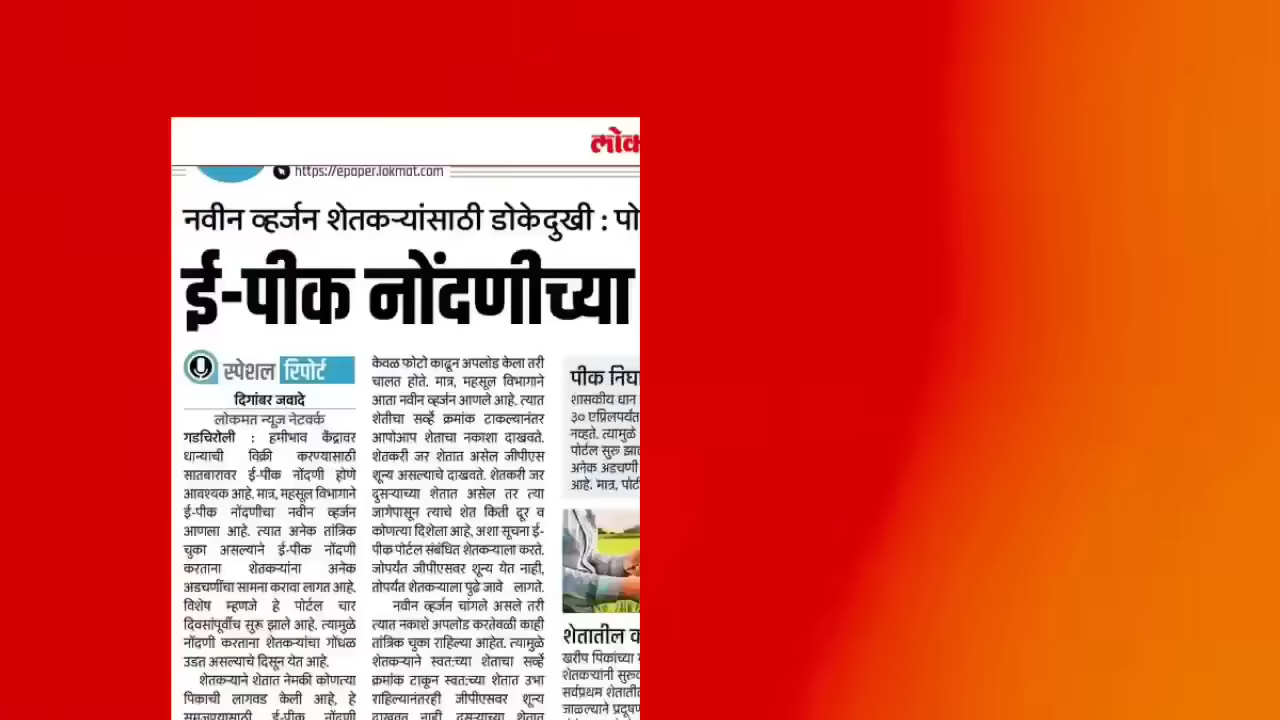 https://epaper.lokmat.com
नवीन व्हर्जन शेतकऱ्यांसाठी डोकेदुखी :
ई-पीक नोंदणीच्या
स्पेशल रिपोर्ट
दिगांबर जवादे
लोकमत न्यूज नेटवर्क
गडचिरोली : हमीभाव केंद्रावर
धान्याची विक्री करण्यासाठी
सातबारावर ई-पीक नोंदणी होणे
आवश्यक आहे. मात्र, महसूल विभागाने
ई-पीक नोंदणीचा नवीन व्हर्जन
आणला आहे. त्यात अनेक तांत्रिक
चुका असल्याने ई-पीक नोंदणी
करताना शेतकऱ्यांना अनेक
अडचणींचा सामना करावा लागत आहे.
विशेष म्हणजे हे पोर्टल चार
दिवसांपूर्वीच सुरू झाले आहे. त्यामुळे
नोंदणी करताना शेतकऱ्यांचा गोंधळ
उडत असल्याचे दिसून येत आहे.
शेतकऱ्याने शेतात नेमकी कोणत्या
पिकाची लागवड केली आहे, हे
समजण्यासाठी ई-पीक नोंदणी
केवळ फोटो काढून अपलोड केला तरी
चालत होते. मात्र, महसूल विभागाने
आता नवीन व्हर्जन आणले आहे. त्यात
शेतीचा सर्व्हे क्रमांक टाकल्यानंतर
आपोआप शेताचा नकाशा दाखवते.
शेतकरी जर शेतात असेल जीपीएस
शून्य असल्याचे दाखवते. शेतकरी जर
दुसऱ्याच्या शेतात असेल तर त्या
जागेपासून त्याचे शेत किती दूर व
कोणत्या दिशेला आहे, अशा सूचना ई-
पीक पोर्टल संबंधित शेतकऱ्याला करते.
जोपर्यंत जीपीएसवर शून्य येत नाही,
तोपर्यंत शेतकऱ्याला पुढे जावे लागते.
नवीन व्हर्जन चांगले असले तरी
त्यात नकाशे अपलोड करतेवळी काही
तांत्रिक चुका राहिल्या आहेत. त्यामुळे
शेतकऱ्याने स्वत:च्या शेताचा सर्व्हे
क्रमांक टाकून स्वत:च्या शेतात उभा
राहिल्यानंतरही जीपीएसवर शून्य
दाखवत नाही. दुसऱ्याच्या शेतात
पीक
शासकीय धान
३० एप्रिलपर्यंत
नव्हते. त्यामुळे
पोर्टल सुरू
अनेक अडचणी
आहे. मात्र,
शेतातील
खरीप पिकांच्या
शेतकऱ्यांनी
सर्वप्रथम
जाळल्याने